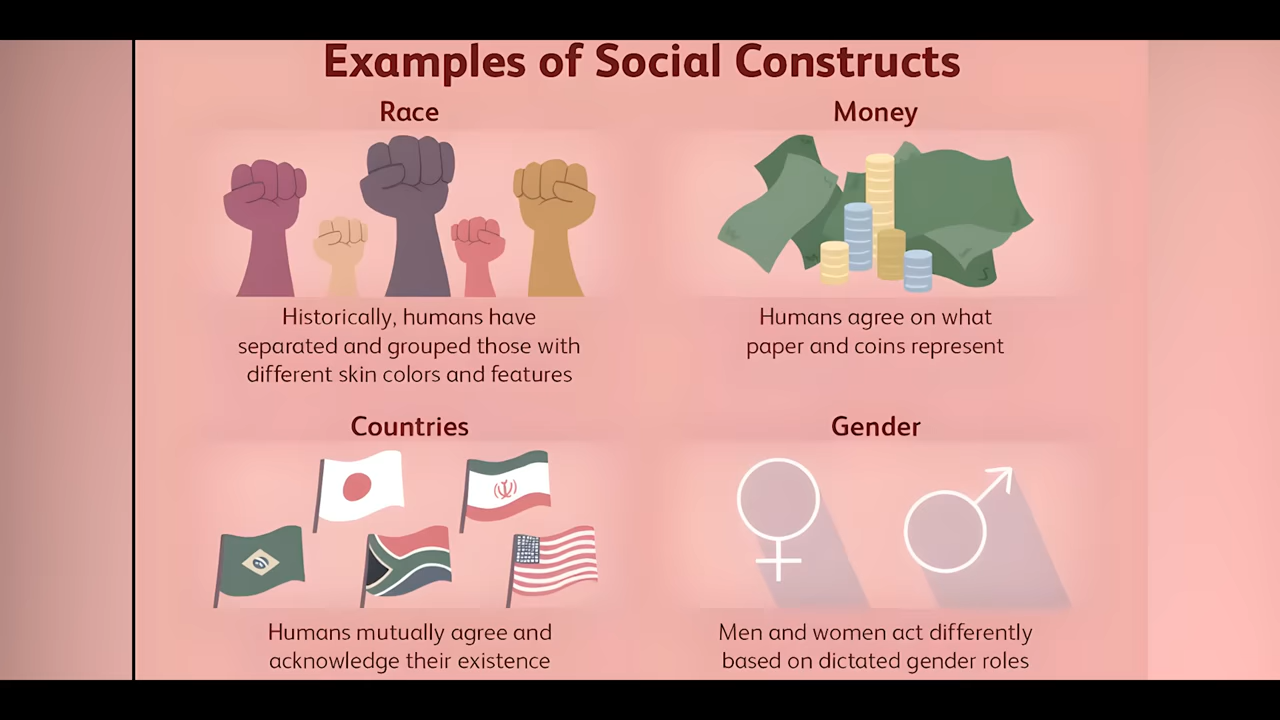 Examples of Social Constructs
Race
Historically, humans have
separated and grouped those with
different skin colors and features
Money
Humans agree on what
paper and coins represent
Countries
Humans mutually agree and
acknowledge their existence
Gender
Men and women act differently
based on dictated gender roles